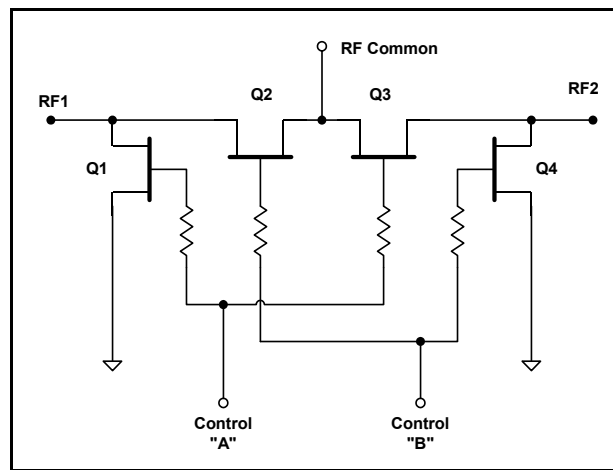 RF Common
RF1
Q2
Q3
RF2
Q1
Q4
Control
"A"
Control
"B"